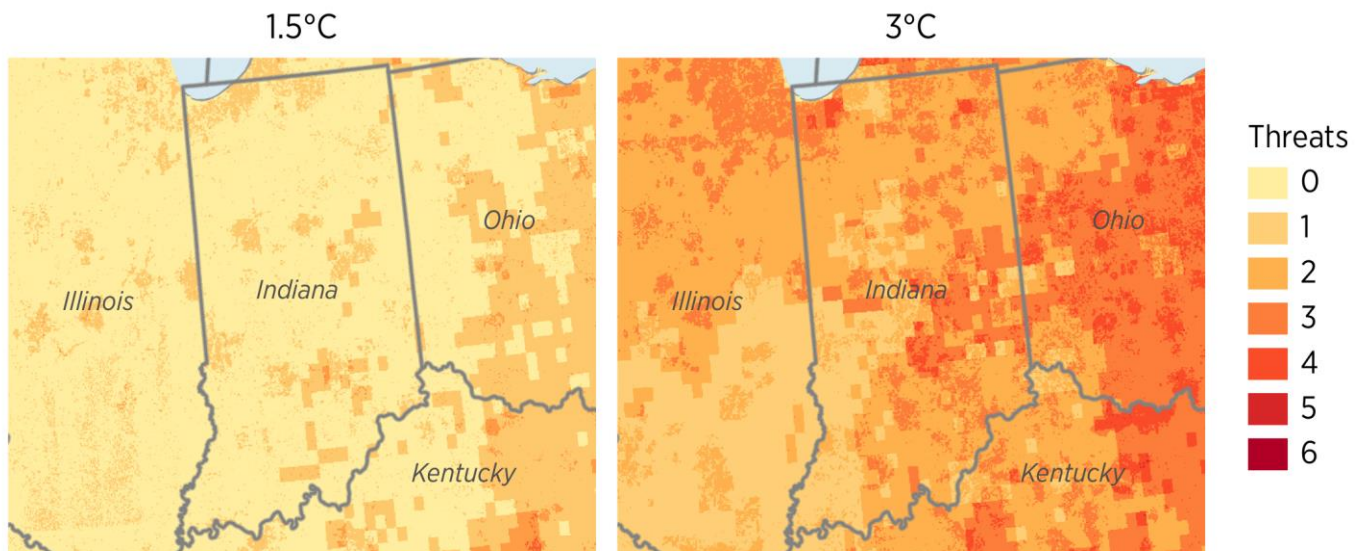 1.5°C
3°C
Ohio
Indiana
Illinois
Kentucky
Ohio
Indiana
Illinois
Kentucky
Threats
0
1
2
3
4
5
6